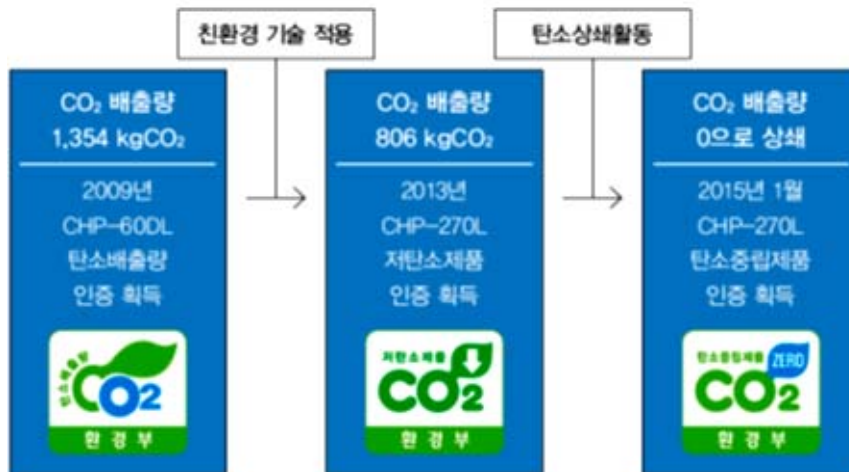 친환경 기술 적용
탄소상쇄활동
CO₂ 배출량
1,354 kgCO₂
2009년
CHP-60DL
탄소배출량
인증 획득
탄소배출량
CO2
환경부
CO₂ 배출량
806 kgCO₂
2013년
CHP-270L
저탄소제품
인증 획득
저탄소제품
CO2
환경부
CO₂ 배출량
0으로 상쇄
2015년 1월
CHP-270L
탄소중립제품
인증 획득
탄소중립제품
ZERO
CO2
환경부